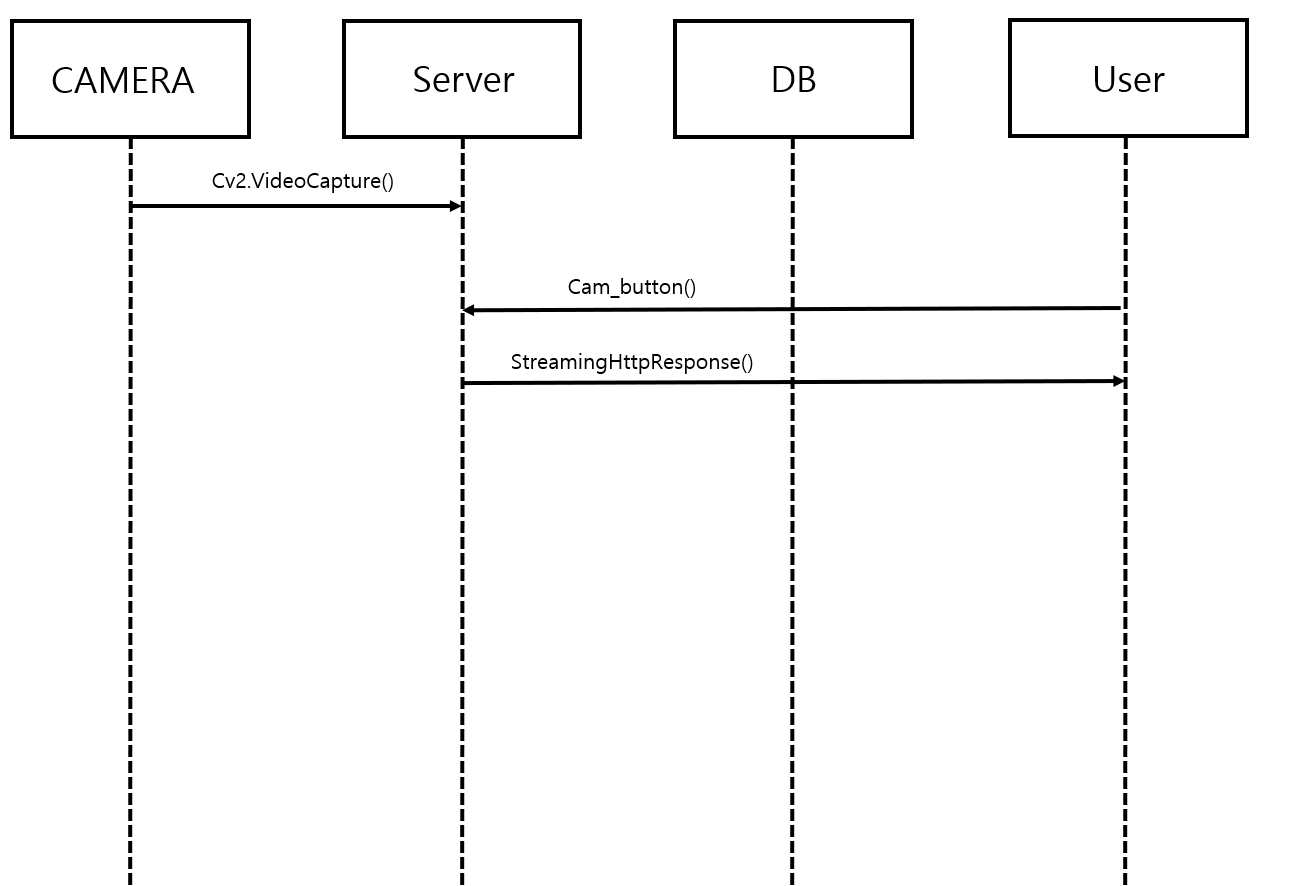 CAMERA
Server
DB
User
Cv2.VideoCapture()
Cam_button()
StreamingHttpResponse()